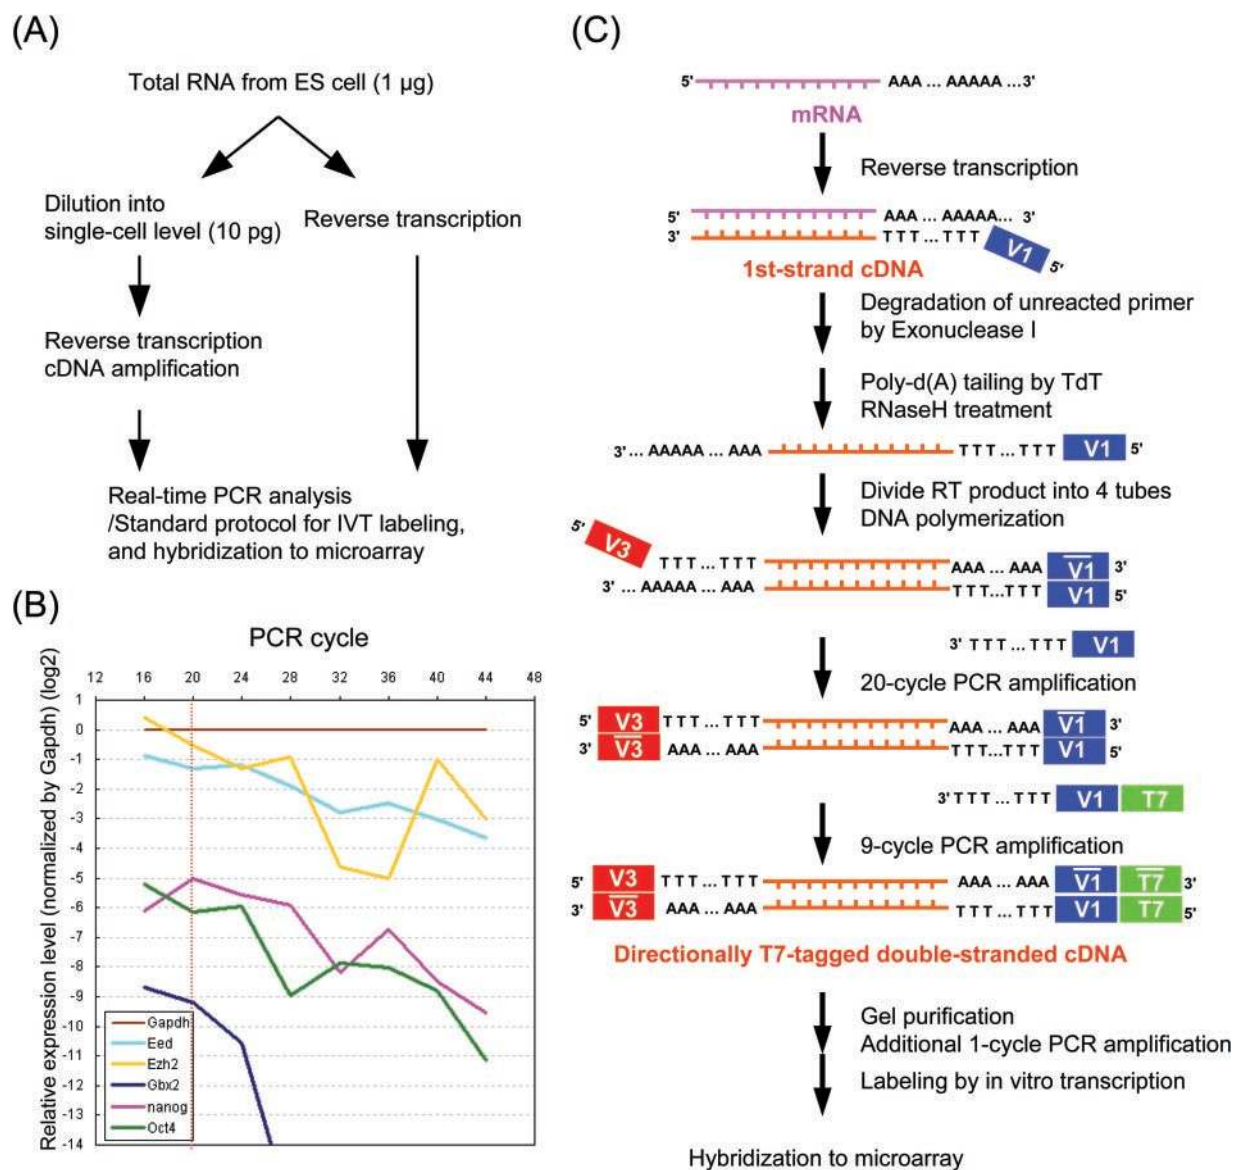 (A)
Total RNA from ES cell (1 µg)
Dilution into
single-cell level (10 pg)
Reverse transcription
Reverse transcription
cDNA amplification
Real-time PCR analysis
/Standard protocol for IVT labeling,
and hybridization to microarray
(B)
PCR cycle
12 16 20 24 28 32 36 40 44 48
Relative expression level (normalized by Gapdh) (log2)
1
0
-1
-2
-3
-4
-5
-6
-7
-8
-9
-10
-11
-12
-13
-14
Gapdh
Eed
Ezh2
Gbx2
nanog
Oct4
(C)
5' AAA ... AAAAA ...3'
mRNA
Reverse transcription
5' AAA ... AAAAA... 3'
3' TTT ... TTT V1 5'
1st-strand cDNA
Degradation of unreacted primer
by Exonuclease I
Poly-d(A) tailing by TdT
RNaseH treatment
3' ... AAAAA ... AAA TTT ... TTT V1 5'
Divide RT product into 4 tubes
DNA polymerization
5' V3 TTT ... TTT AAA ... AAA V̅1̅ 3'
3' ... AAAAA ... AAA TTT...TTT V1 5'
3' TTT ... TTT V1
20-cycle PCR amplification
5' V3 TTT ... TTT AAA ... AAA V̅1̅ 3'
3' V̅3̅ AAA ... AAA TTT...TTT V1 5'
3' TTT ... TTT V1 T7
9-cycle PCR amplification
5' V3 TTT ... TTT AAA ... AAA V̅1̅ T̅7̅ 3'
3' V̅3̅ AAA ... AAA TTT ... TTT V1 T7 5'
Directionally T7-tagged double-stranded cDNA
Gel purification
Additional 1-cycle PCR amplification
Labeling by in vitro transcription
Hybridization to microarray